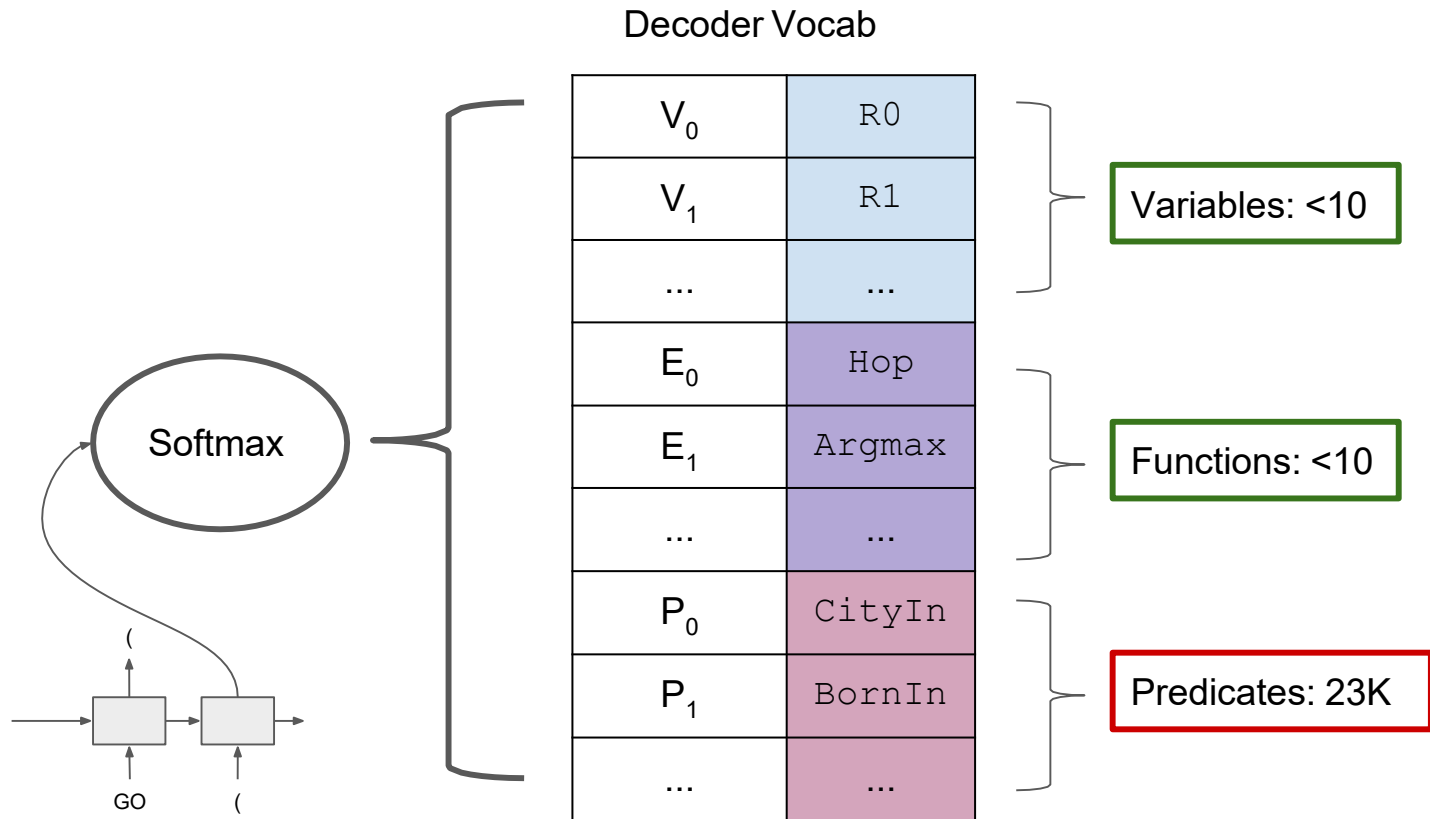 Decoder Vocab
V0 R0
V1 R1
... ...
E0 Hop
E1 Argmax
... ...
P0 CityIn
P1 BornIn
... ...
Variables: <10
Functions: <10
Predicates: 23K
Softmax
(
GO (